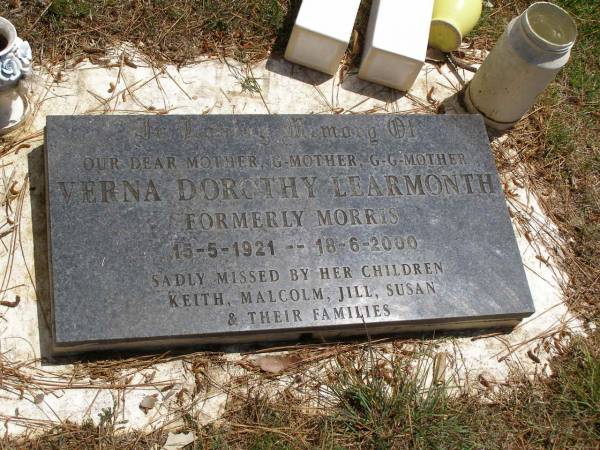 In Loving Memory Of
OUR DEAR MOTHER, G-MOTHER, G-G-MOTHER
VERNA DOROTHY LEARMONTH
FORMERLY MORRIS
15-5-1921 -- 18-6-2000
SADLY MISSED BY HER CHILDREN
KEITH, MALCOLM, JILL, SUSAN
& THEIR FAMILIES